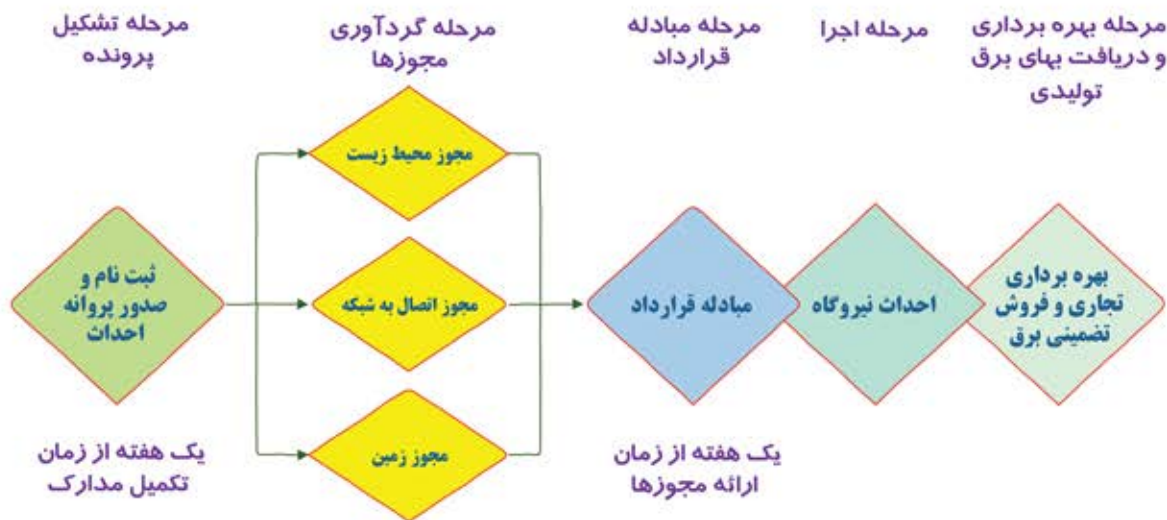 مرحله تشکیل
پرونده
مرحله گردآوری
مجوزها
مرحله مبادله
قرارداد
مرحله اجرا
مرحله بهره برداری
و دریافت بهای برق
تولیدی
ثبت نام و
صدور پروانه
احداث
مجوز محیط زیست
مجوز اتصال به شبکه
مجوز زمین
مبادله قرارداد
احداث نیروگاه
بهره برداری
تجاری و فروش
تضمینی برق
یک هفته از زمان
تکمیل مدارک
یک هفته از زمان
ارائه مجوزها